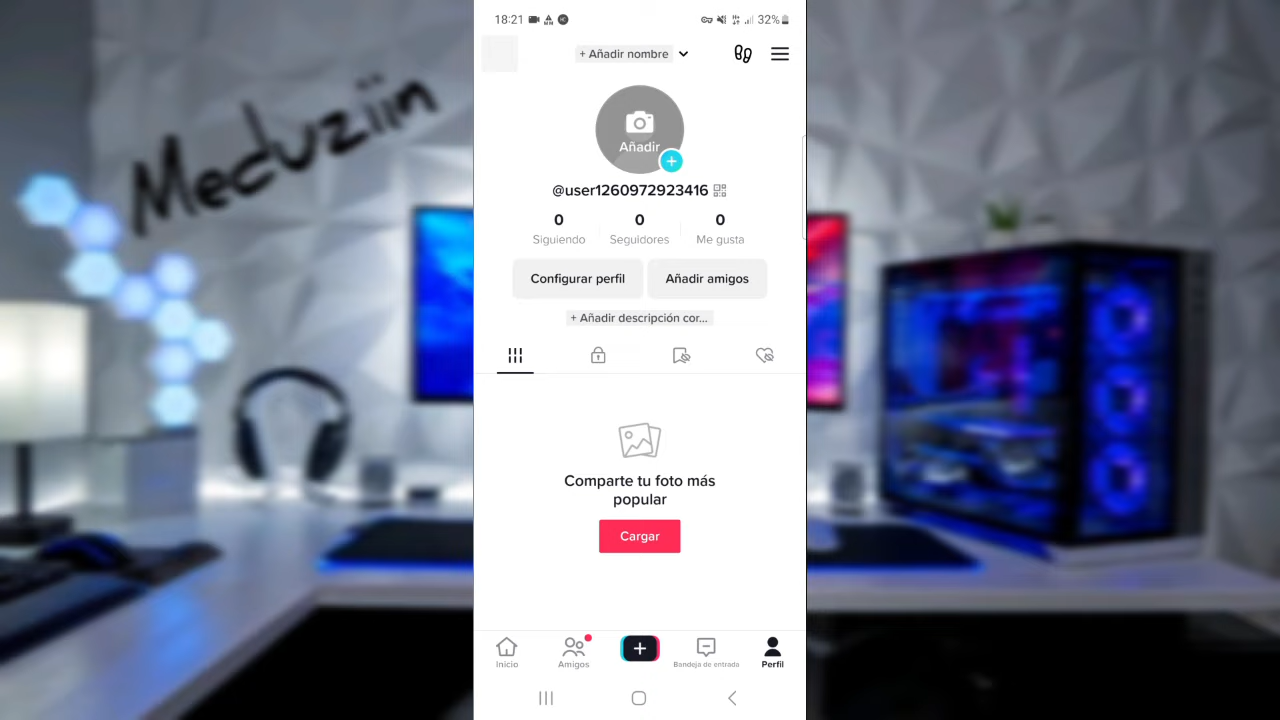 Meduziin
18:21
32%
+ Añadir nombre
Añadir
@user1260972923416
0 0 0
Siguiendo Seguidores Me gusta
Configurar perfil Añadir amigos
+ Añadir descripción cor...
Comparte tu foto más
popular
Cargar
Inicio Amigos Bandeja de entrada Perfil